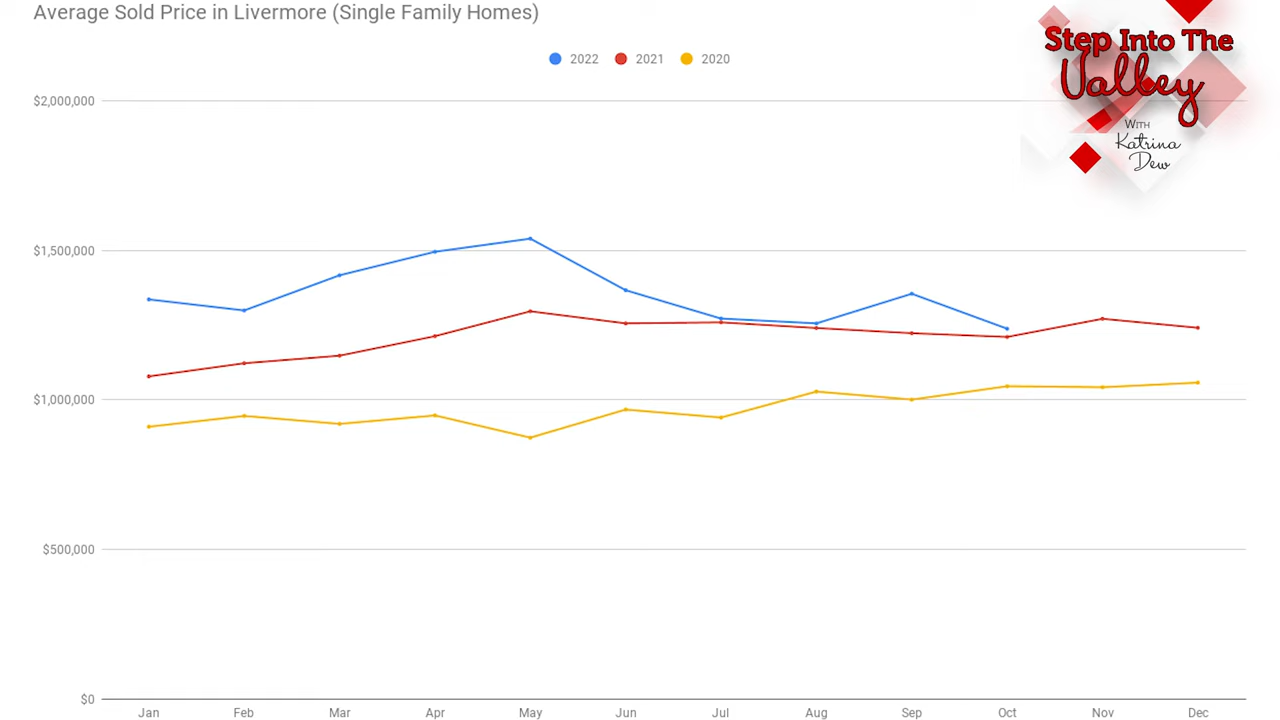 Average Sold Price in Livermore (Single Family Homes)
2022 2021 2020
Step Into The
Valley
With
Katrina
Dew
$2,000,000
$1,500,000
$1,000,000
$500,000
$0
Jan Feb Mar Apr May Jun Jul Aug Sep Oct Nov Dec